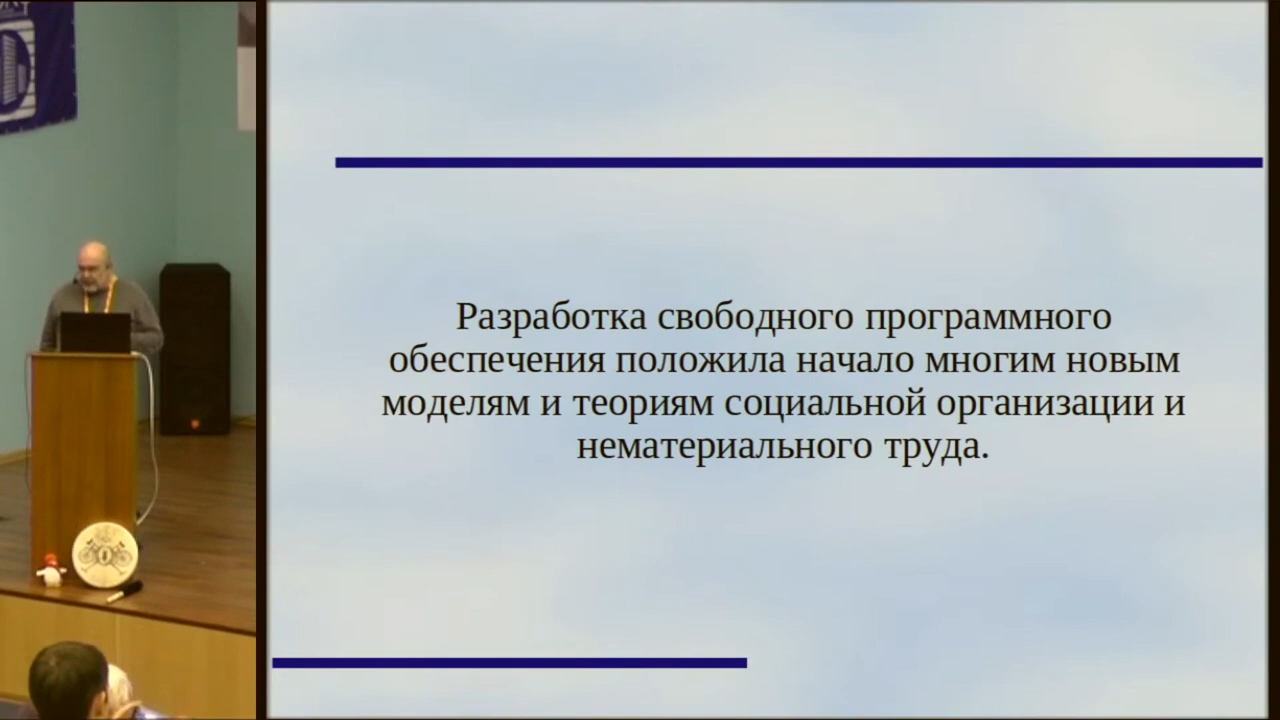 Разработка свободного программного
обеспечения положила начало многим новым
моделям и теориям социальной организации и
нематериального труда.